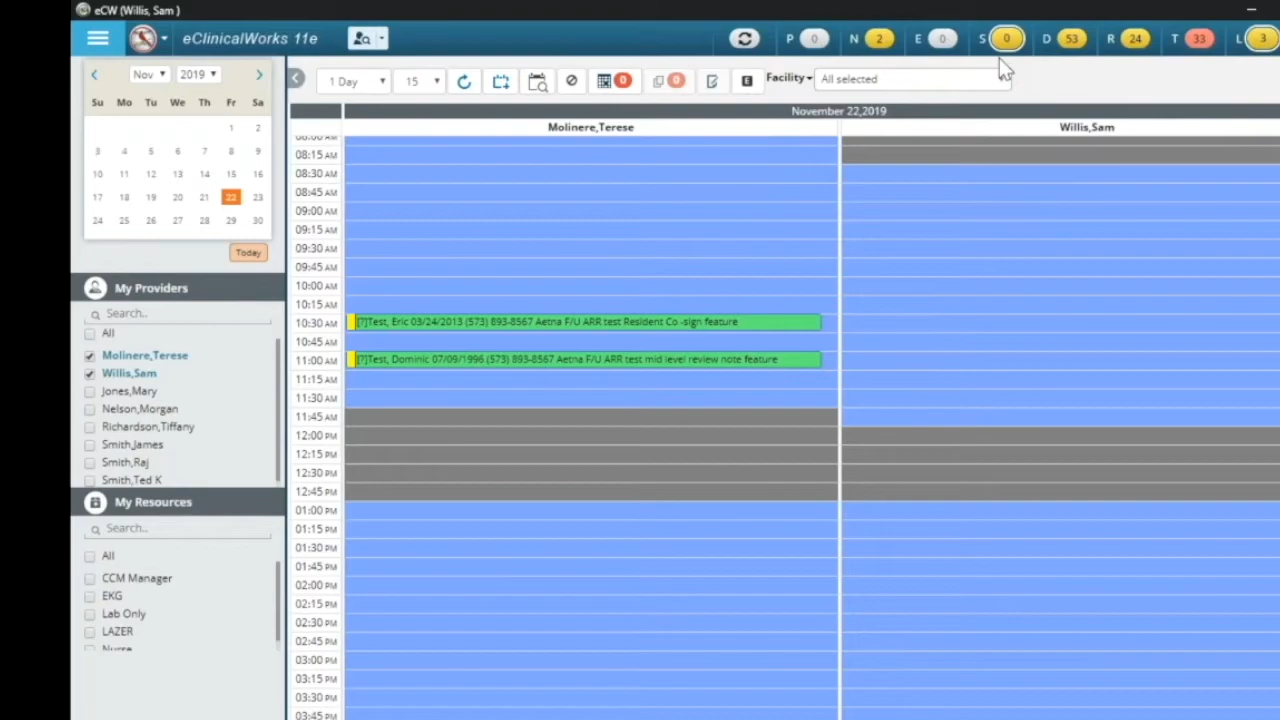 eCW (Willis, Sam )
eClinicalWorks 11e
P 0 N 2 E 0 S 0 D 53 R 24 T 33 L 3
Nov 2019
Su Mo Tu We Th Fr Sa
1 2
3 4 5 6 7 8 9
10 11 12 13 14 15 16
17 18 19 20 21 22 23
24 25 26 27 28 29 30
Today
My Providers
Search..
All
Molinere,Terese
Willis,Sam
Jones,Mary
Nelson,Morgan
Richardson,Tiffany
Smith,James
Smith,Raj
Smith,Ted K
My Resources
Search..
All
CCM Manager
EKG
Lab Only
LAZER
Nurse
1 Day 15 0 0 E Facility All selected
November 22,2019
Molinere,Terese Willis,Sam
08:00 AM
08:15 AM
08:30 AM
08:45 AM
09:00 AM
09:15 AM
09:30 AM
09:45 AM
10:00 AM
10:15 AM
10:30 AM [?]Test, Eric 03/24/2013 (573) 893-8567 Aetna F/U ARR test Resident Co -sign feature
10:45 AM
11:00 AM [?]Test, Dominic 07/09/1996 (573) 893-8567 Aetna F/U ARR test mid level review note feature
11:15 AM
11:30 AM
11:45 AM
12:00 PM
12:15 PM
12:30 PM
12:45 PM
01:00 PM
01:15 PM
01:30 PM
01:45 PM
02:00 PM
02:15 PM
02:30 PM
02:45 PM
03:00 PM
03:15 PM
03:30 PM
03:45 PM